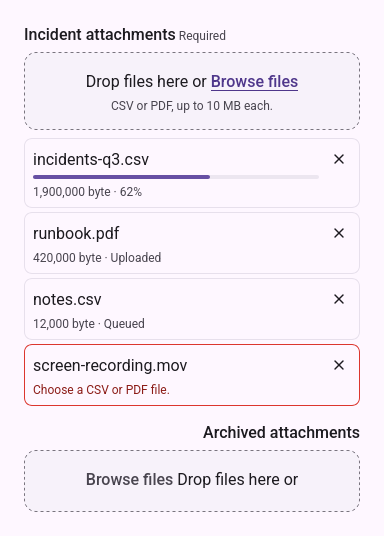 Incident attachments Required
Drop files here or Browse files
CSV or PDF, up to 10 MB each.
incidents-q3.csv
1,900,000 byte · 62%
runbook.pdf
420,000 byte · Uploaded
notes.csv
12,000 byte · Queued
screen-recording.mov
Choose a CSV or PDF file.
Archived attachments
Browse files Drop files here or